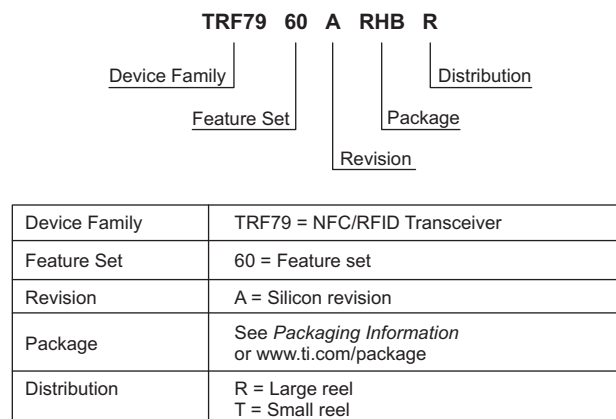 TRF79 60 A RHB R
Device Family
Distribution
Feature Set
Package
Revision
Device Family TRF79 = NFC/RFID Transceiver
Feature Set 60 = Feature set
Revision A = Silicon revision
Package See Packaging Information
or www.ti.com/package
Distribution R = Large reel
T = Small reel